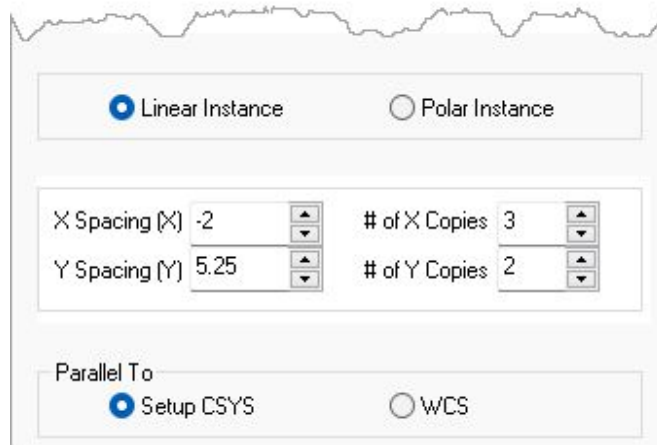 Linear Instance Polar Instance
X Spacing (X) -2 # of X Copies 3
Y Spacing (Y) 5.25 # of Y Copies 2
Parallel To
Setup CSYS WCS